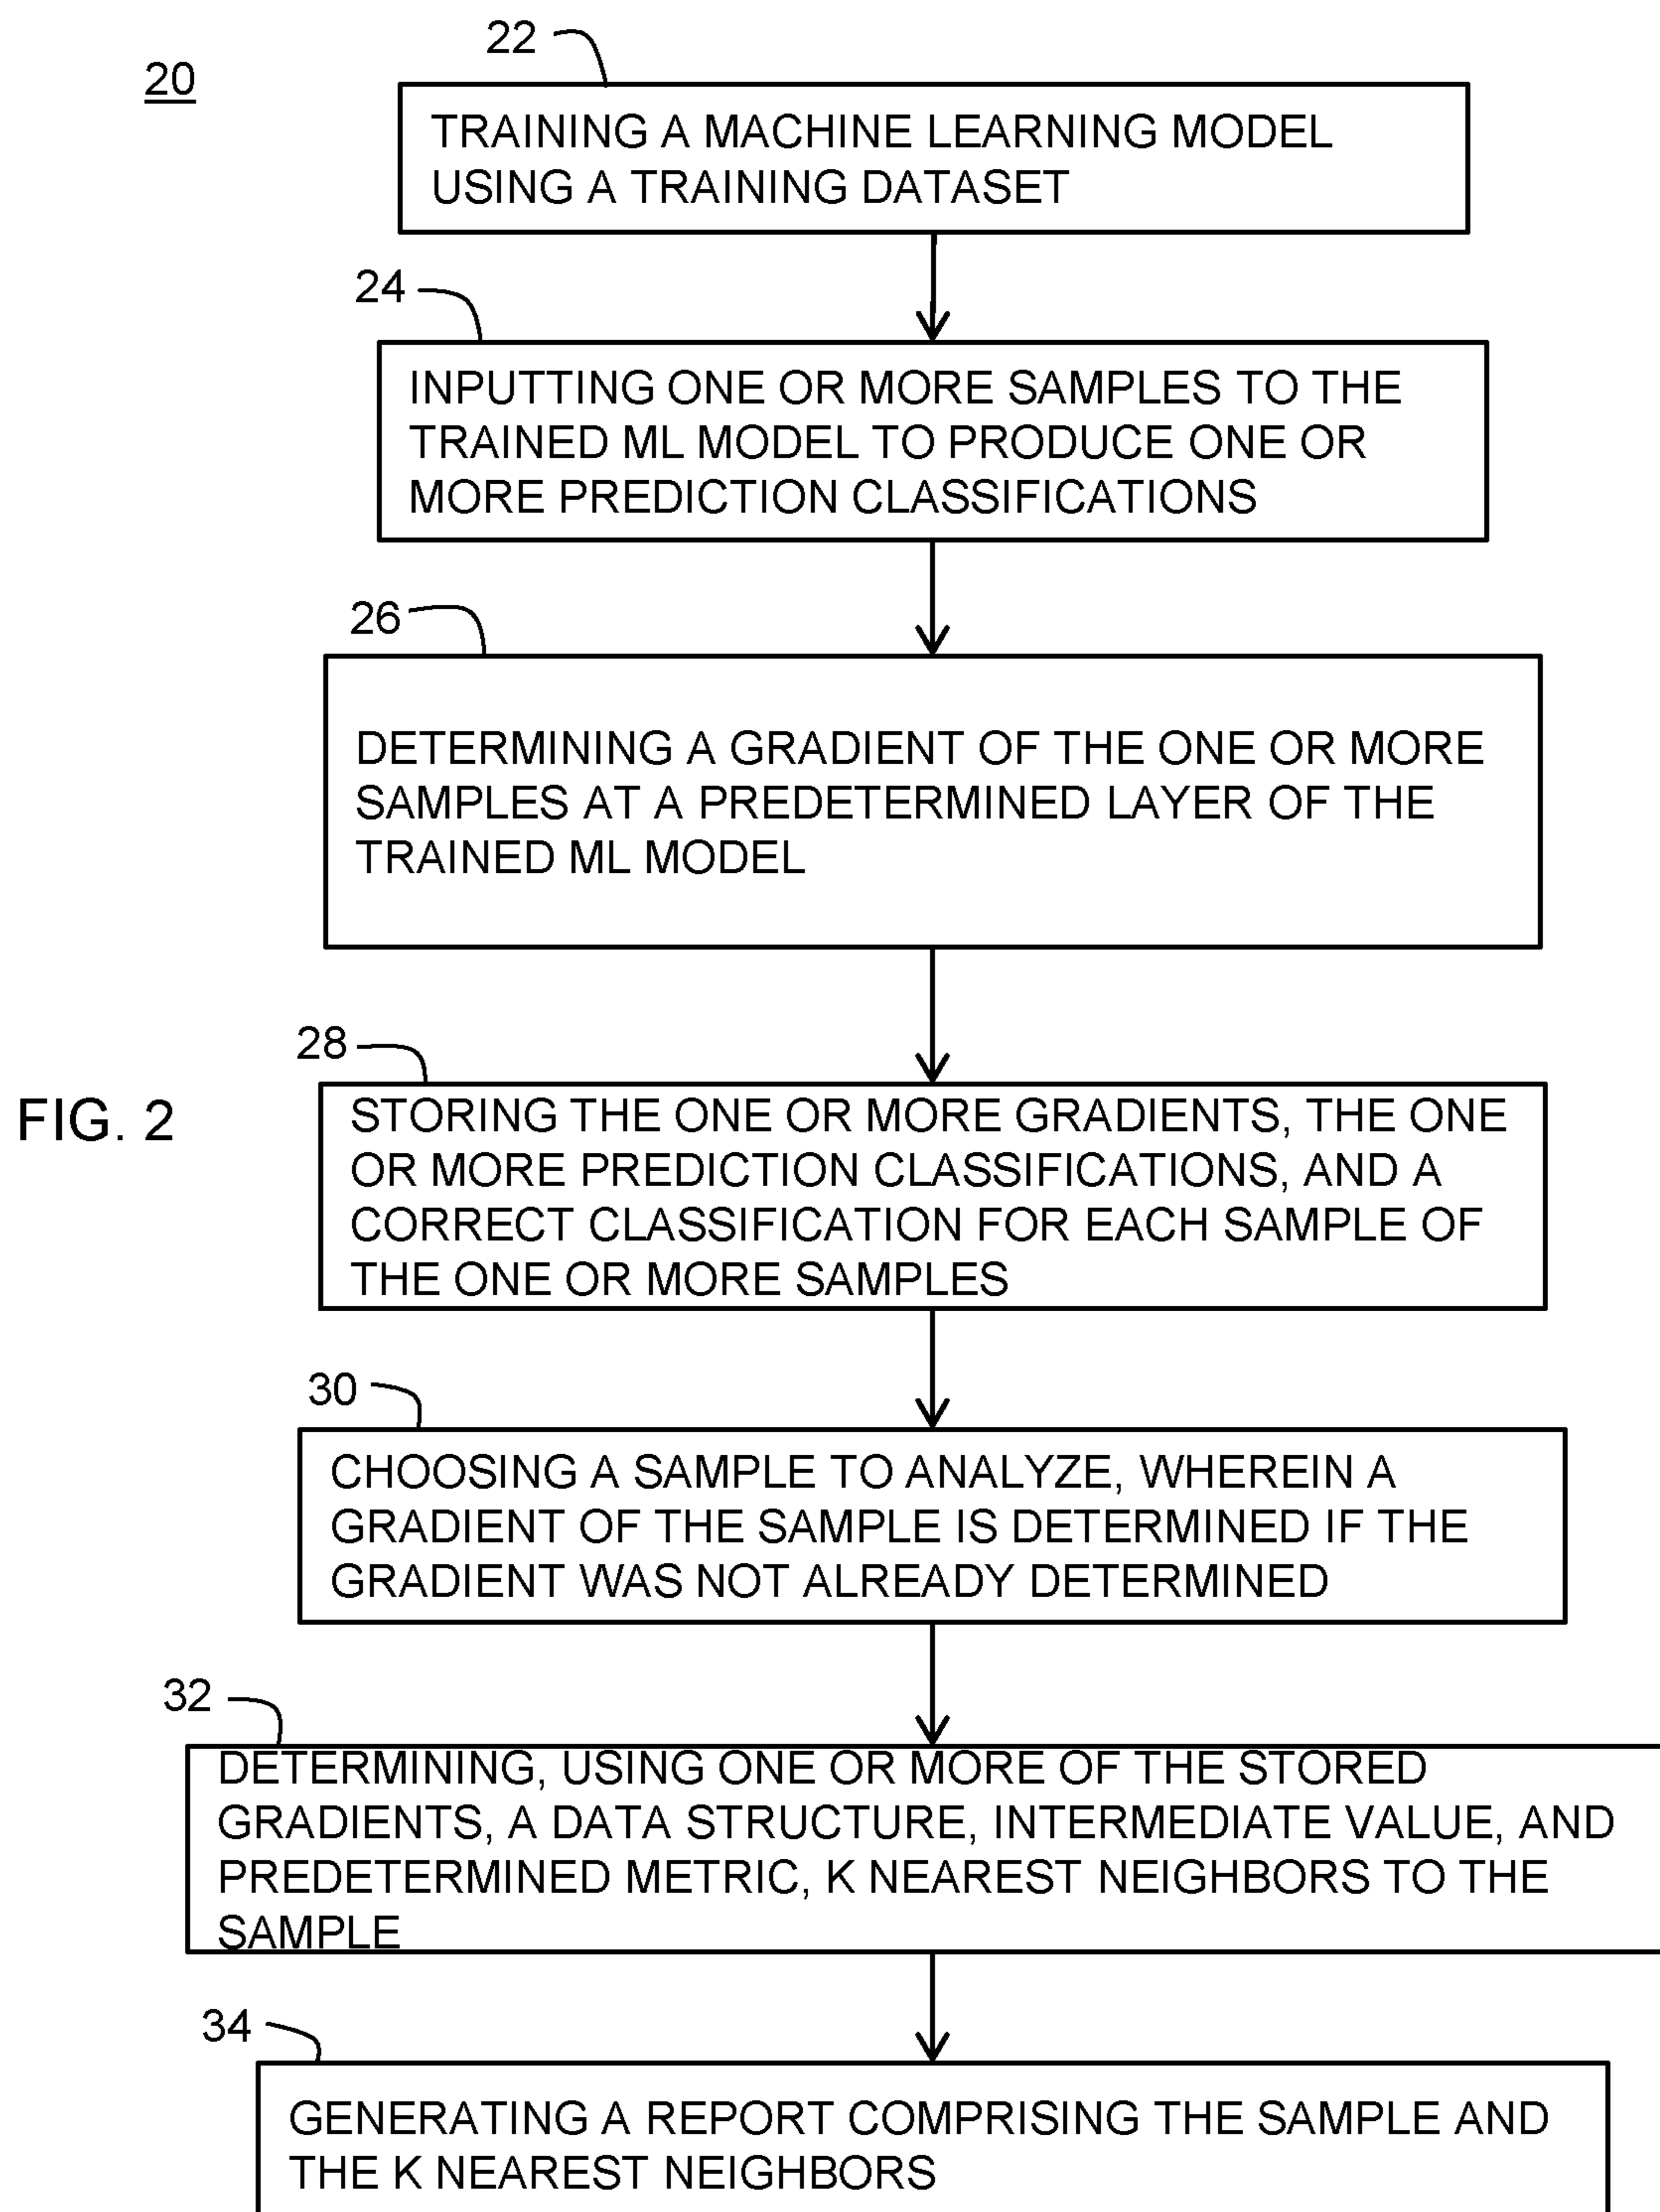 22
20
TRAINING A MACHINE LEARNING MODEL
USING A TRAINING DATASET
24
INPUTTING ONE OR MORE SAMPLES TO THE
TRAINED ML MODEL TO PRODUCE ONE OR
MORE PREDICTION CLASSIFICATIONS
26
DETERMINING A GRADIENT OF THE ONE OR MORE
SAMPLES AT A PREDETERMINED LAYER OF THE
TRAINED ML MODEL
28
FIG. 2
STORING THE ONE OR MORE GRADIENTS, THE ONE
OR MORE PREDICTION CLASSIFICATIONS, AND A
CORRECT CLASSIFICATION FOR EACH SAMPLE OF
THE ONE OR MORE SAMPLES
30
CHOOSING A SAMPLE TO ANALYZE, WHEREIN A
GRADIENT OF THE SAMPLE IS DETERMINED IF THE
GRADIENT WAS NOT ALREADY DETERMINED
32
DETERMINING, USING ONE OR MORE OF THE STORED
GRADIENTS, A DATA STRUCTURE, INTERMEDIATE VALUE, AND
PREDETERMINED METRIC, K NEAREST NEIGHBORS TO THE
SAMPLE
34
GENERATING A REPORT COMPRISING THE SAMPLE AND
THE K NEAREST NEIGHBORS